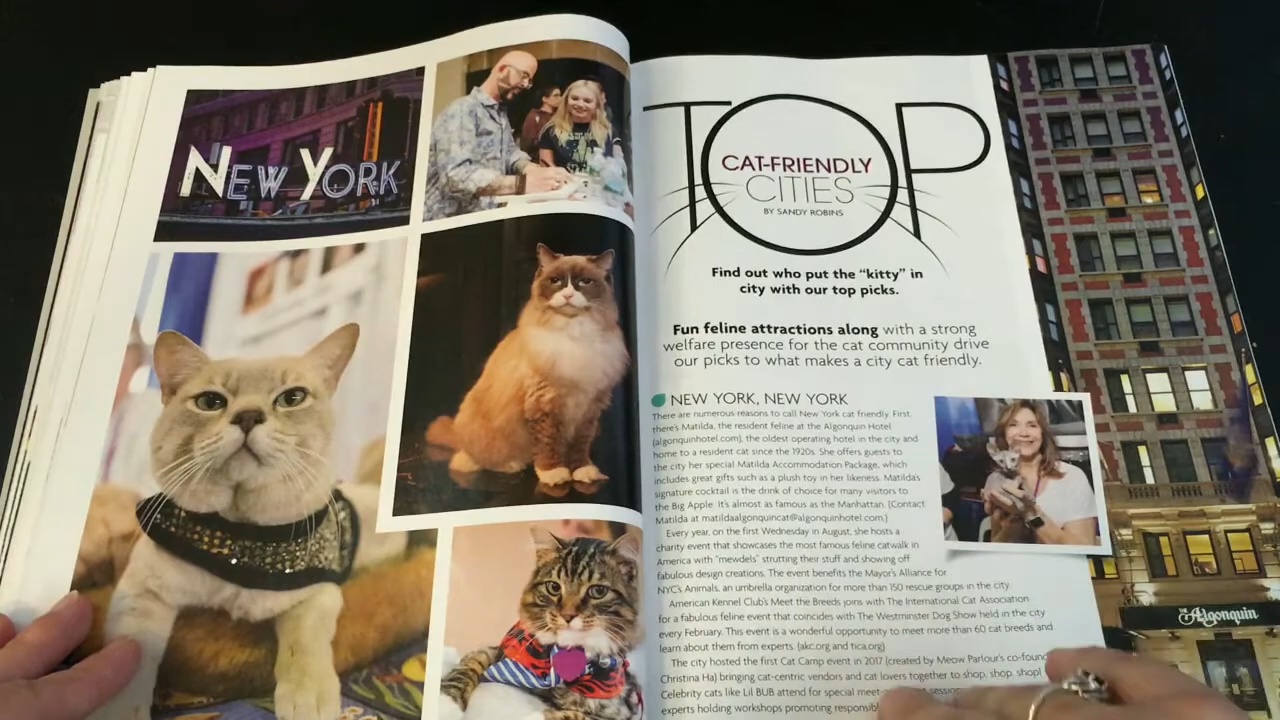 NEW YORK
TOP
CAT-FRIENDLY
CITIES
BY SANDY ROBINS
Find out who put the “kitty” in
city with our top picks.
Fun feline attractions along with a strong
welfare presence for the cat community drive
our picks to what makes a city cat friendly.
NEW YORK, NEW YORK
There are numerous reasons to call New York cat friendly. First,
there's Matilda, the resident feline at the Algonquin Hotel
(algonquinhotel.com), the oldest operating hotel in the city and
home to a resident cat since the 1920s. She offers guests to
the city her special Matilda Accommodation Package, which
includes great gifts such as a plush toy in her likeness. Matilda's
signature cocktail is the drink of choice for many visitors to
the Big Apple. It's almost as famous as the Manhattan. (Contact
Matilda at matildaalgonquincat@algonquinhotel.com.)
Every year, on the first Wednesday in August, she hosts a
charity event that showcases the most famous feline catwalk in
America with “mewdels” strutting their stuff and showing off
fabulous design creations. The event benefits the Mayor's Alliance for
NYC's Animals, an umbrella organization for more than 150 rescue groups in the city.
American Kennel Club's Meet the Breeds joins with The International Cat Association
for a fabulous feline event that coincides with The Westminster Dog Show held in the city
every February. This event is a wonderful opportunity to meet more than 60 cat breeds and
learn about them from experts. (akc.org and tica.org)
The city hosted the first Cat Camp event in 2017 (created by Meow Parlour's co-found
Christina Ha) bringing cat-centric vendors and cat lovers together to shop, shop, shop!
Celebrity cats like Lil BUB attend for special meet-
experts holding workshops promoting responsibl
THE Algonquin